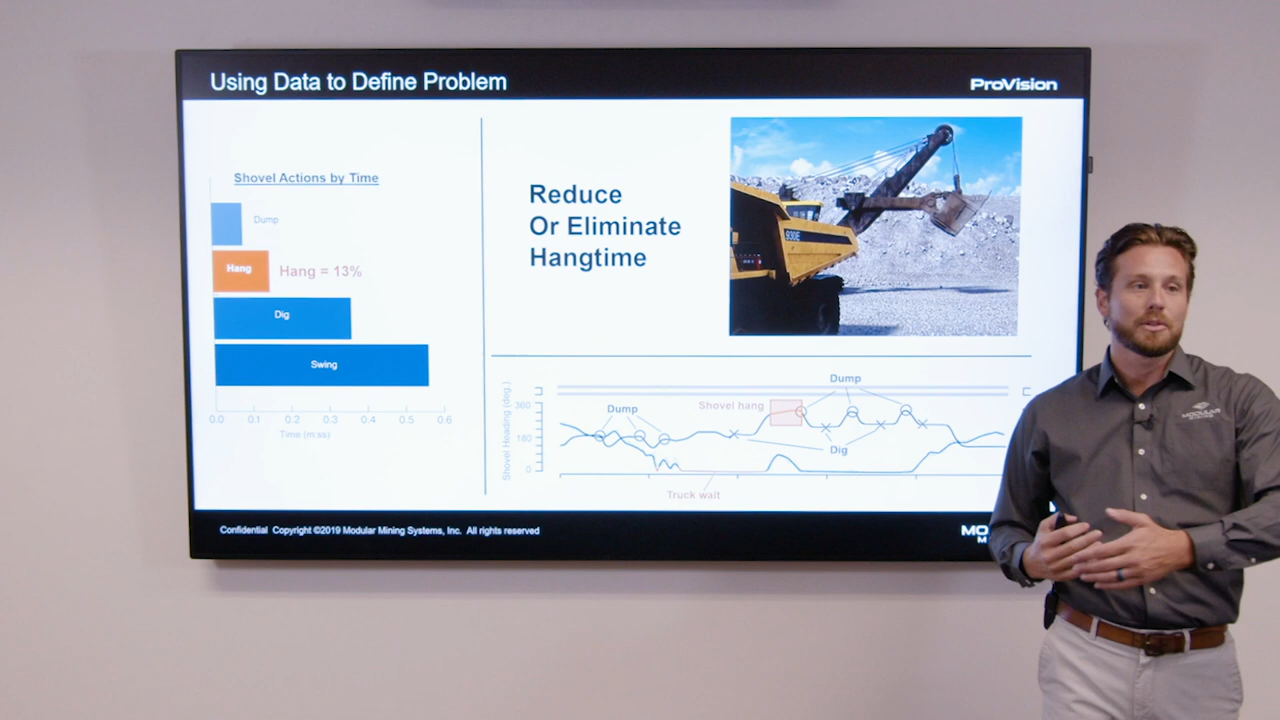 Using Data to Define Problem
ProVision
Shovel Actions by Time
Dump
Hang
Hang = 13%
Dig
Swing
0.0 0.1 0.2 0.3 0.4 0.5 0.6
Time (m:ss)
Reduce
Or Eliminate
Hangtime
930E
Shovel Heading (deg.)
360
180
0
Dump
Shovel hang
Dump
Dig
Truck wait
Confidential Copyright ©2019 Modular Mining Systems, Inc. All rights reserved
MODULAR